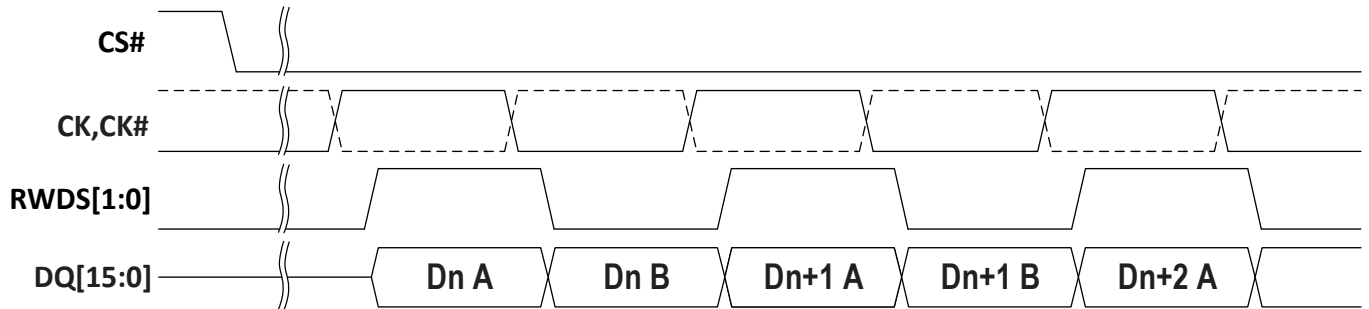 CS#
CK,CK#
RWDS[1:0]
DQ[15:0] Dn A Dn B Dn+1 A Dn+1 B Dn+2 A